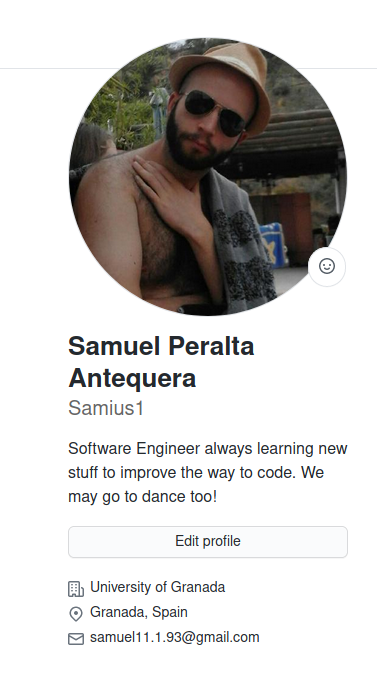 Samuel Peralta
Antequera
Samius1
Software Engineer always learning new
stuff to improve the way to code. We
may go to dance too!
Edit profile
University of Granada
Granada, Spain
samuel11.1.93@gmail.com